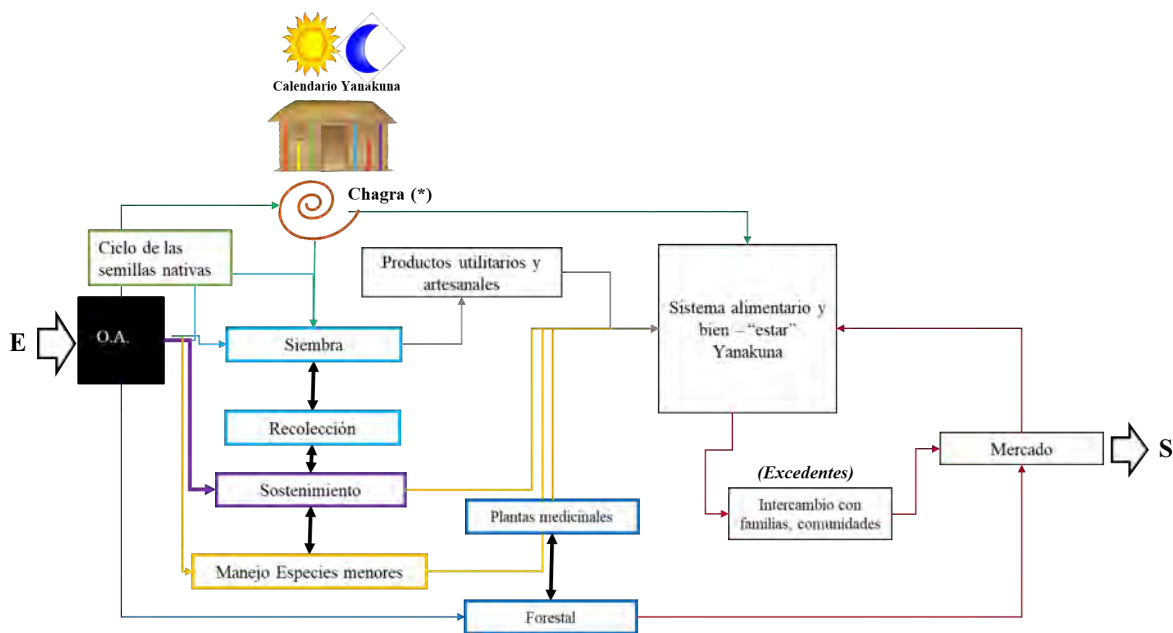 Calendario Yanakuna
Chagra (*)
Ciclo de las
semillas nativas
Productos utilitarios y
artesanales
Sistema alimentario y
bien – “estar”
Yanakuna
E
O.A.
Siembra
Recolección
Mercado
S
(Excedentes)
Sostenimiento
Intercambio con
familias, comunidades
Plantas medicinales
Manejo Especies menores
Forestal